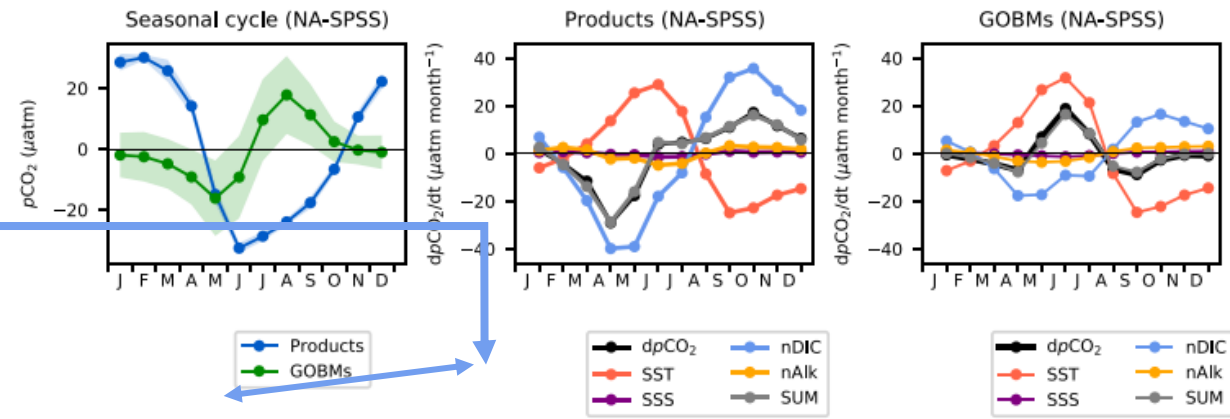 Seasonal cycle (NA-SPSS)
Products (NA-SPSS)
GOBMs (NA-SPSS)
pCO₂ (µatm)
20
0
−20
J F M A M J J A S O N D
dpCO₂/dt (µatm month⁻¹)
40
20
0
−20
−40
J F M A M J J A S O N D
dpCO₂/dt (µatm month⁻¹)
40
20
0
−20
−40
J F M A M J J A S O N D
Products
GOBMs
dpCO₂ nDIC
SST nAlk
SSS SUM
dpCO₂ nDIC
SST nAlk
SSS SUM